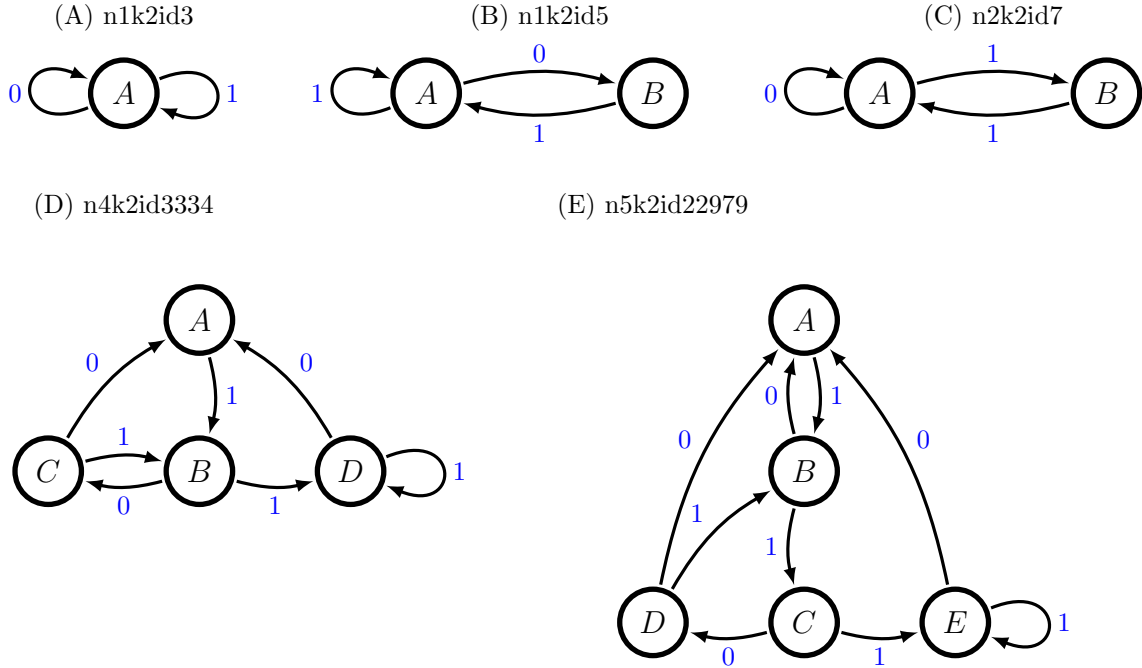 (A) n1k2id3
(B) n1k2id5
(C) n2k2id7
0 A 1
1 A 0 1 B
0 A 1 1 B
(D) n4k2id3334
(E) n5k2id22979
A
0 0
1
C 1 0 B 1 D 1
A
0 1
0 0
B
1 1
D 0 C 1 E 1